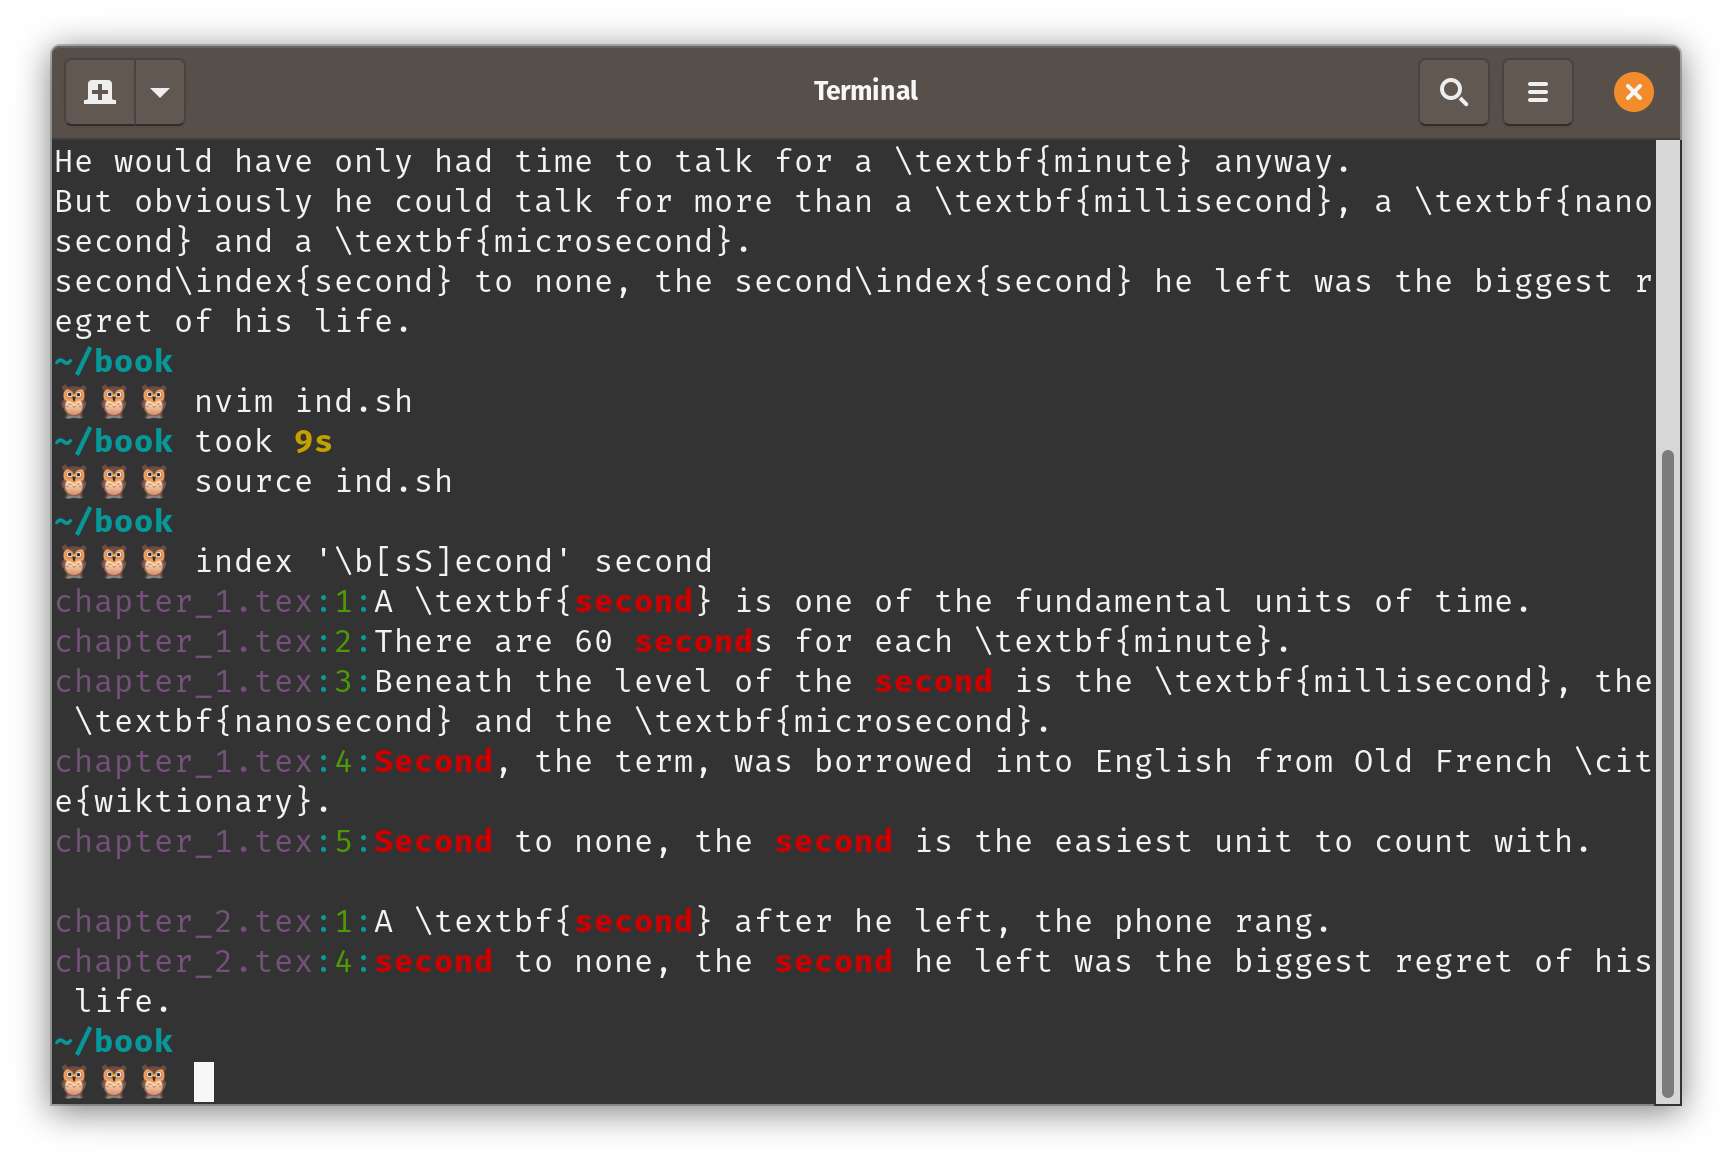 Terminal
He would have only had time to talk for a \textbf{minute} anyway.
But obviously he could talk for more than a \textbf{millisecond}, a \textbf{nano
second} and a \textbf{microsecond}.
second\index{second} to none, the second\index{second} he left was the biggest r
egret of his life.
~/book
🦉🦉🦉 nvim ind.sh
~/book took 9s
🦉🦉🦉 source ind.sh
~/book
🦉🦉🦉 index '\b[sS]econd' second
chapter_1.tex:1:A \textbf{second} is one of the fundamental units of time.
chapter_1.tex:2:There are 60 seconds for each \textbf{minute}.
chapter_1.tex:3:Beneath the level of the second is the \textbf{millisecond}, the
 \textbf{nanosecond} and the \textbf{microsecond}.
chapter_1.tex:4:Second, the term, was borrowed into English from Old French \cit
e{wiktionary}.
chapter_1.tex:5:Second to none, the second is the easiest unit to count with.
chapter_2.tex:1:A \textbf{second} after he left, the phone rang.
chapter_2.tex:4:second to none, the second he left was the biggest regret of his
 life.
~/book
🦉🦉🦉